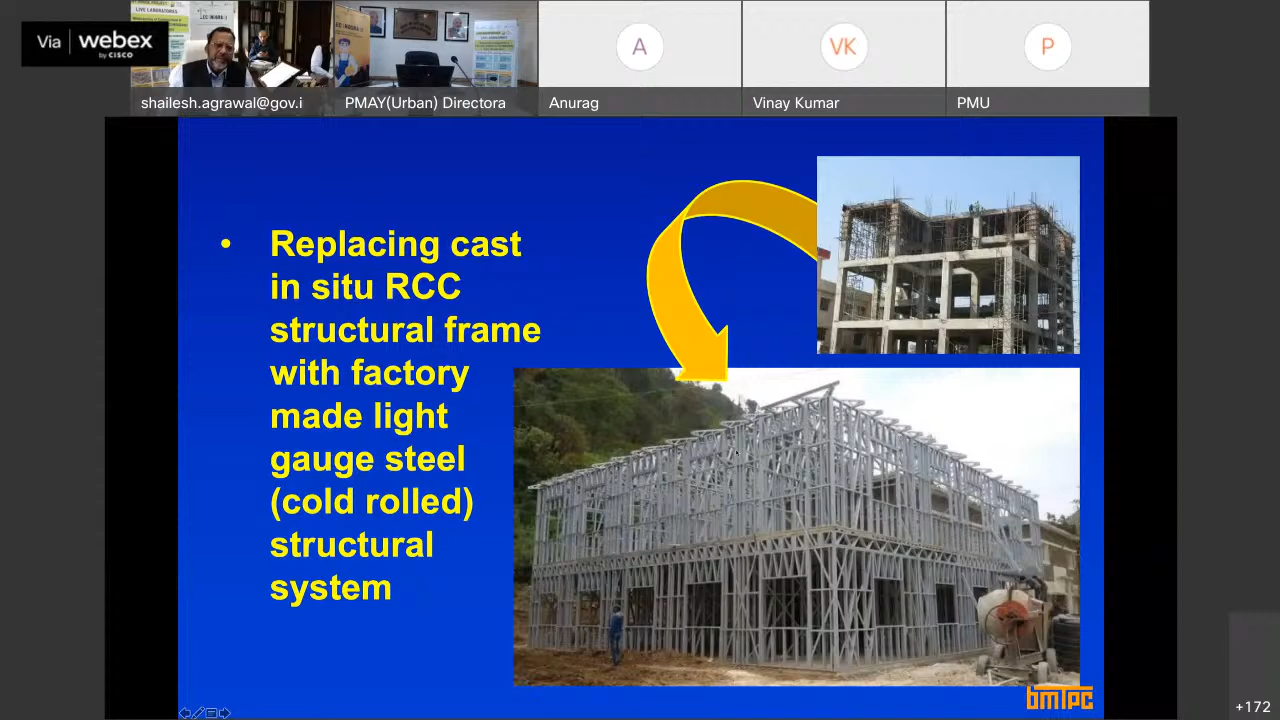 Via | webex
by CISCO
shailesh.agrawal@gov.i
PMAY(Urban) Directora
A
Anurag
VK
Vinay Kumar
P
PMU
• Replacing cast
in situ RCC
structural frame
with factory
made light
gauge steel
(cold rolled)
structural
system
bmTPC
+172